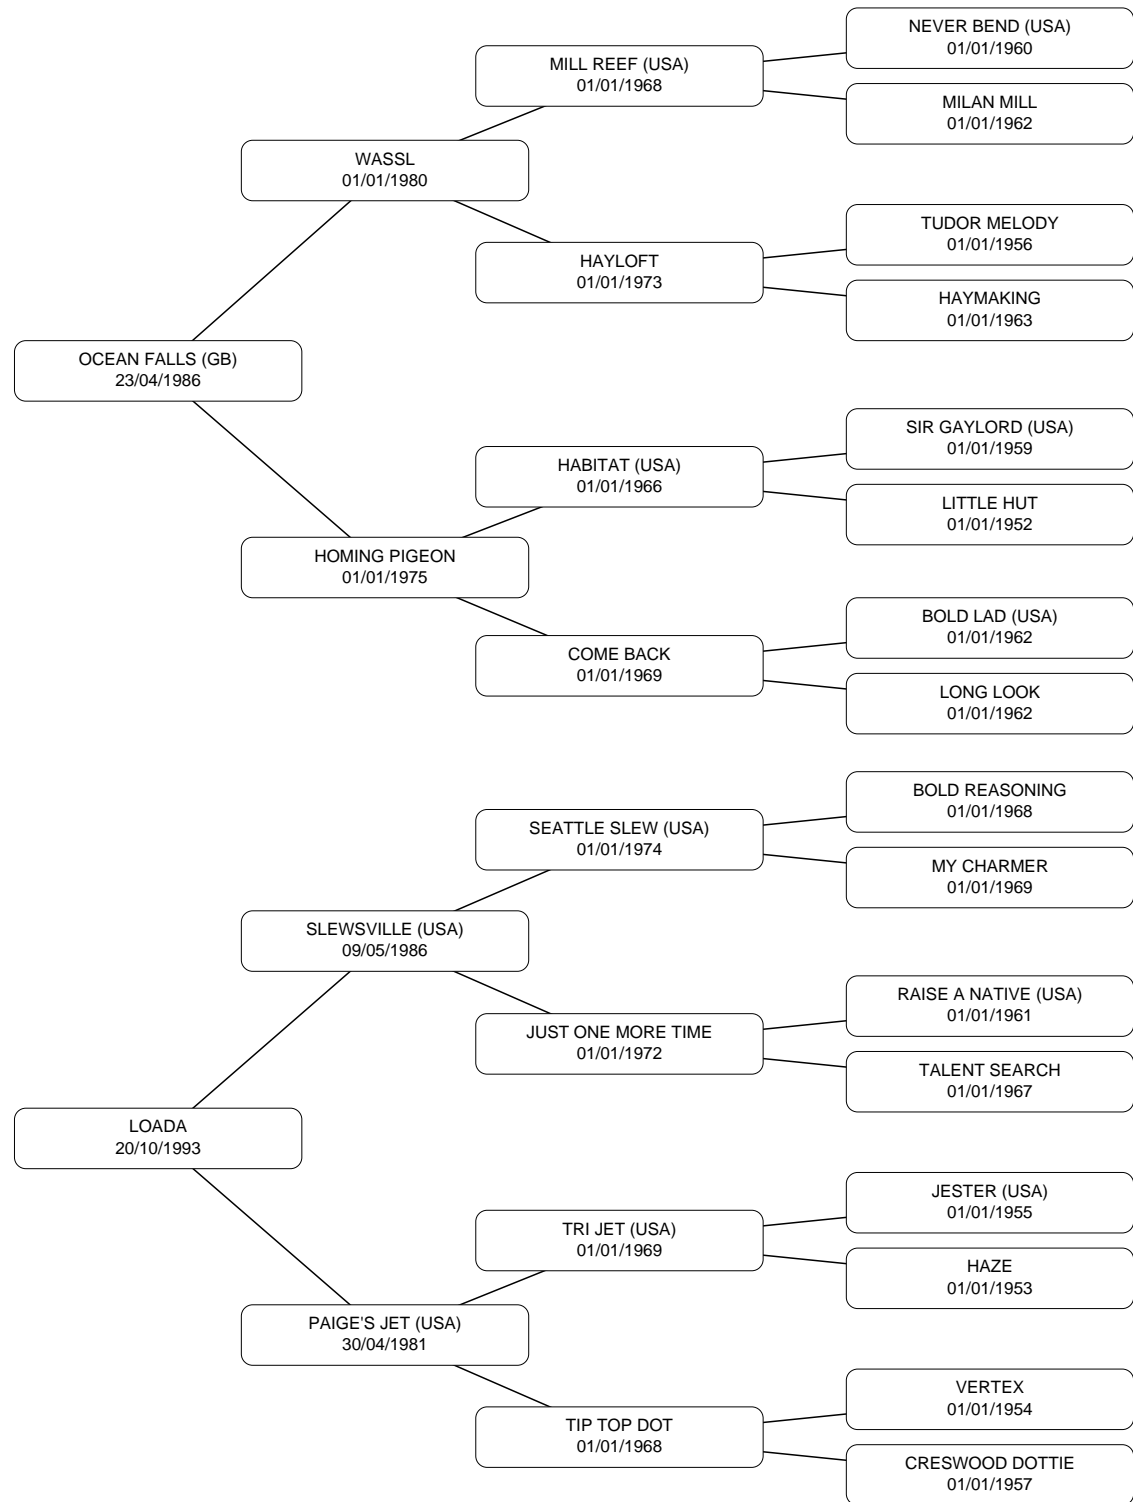 NEVER BEND (USA)
01/01/1960
MILL REEF (USA)
01/01/1968
MILAN MILL
01/01/1962
WASSL
01/01/1980
TUDOR MELODY
01/01/1956
HAYLOFT
01/01/1973
HAYMAKING
01/01/1963
OCEAN FALLS (GB)
23/04/1986
SIR GAYLORD (USA)
01/01/1959
HABITAT (USA)
01/01/1966
LITTLE HUT
01/01/1952
HOMING PIGEON
01/01/1975
BOLD LAD (USA)
01/01/1962
COME BACK
01/01/1969
LONG LOOK
01/01/1962
BOLD REASONING
01/01/1968
SEATTLE SLEW (USA)
01/01/1974
MY CHARMER
01/01/1969
SLEWSVILLE (USA)
09/05/1986
RAISE A NATIVE (USA)
01/01/1961
JUST ONE MORE TIME
01/01/1972
TALENT SEARCH
01/01/1967
LOADA
20/10/1993
JESTER (USA)
01/01/1955
TRI JET (USA)
01/01/1969
HAZE
01/01/1953
PAIGE'S JET (USA)
30/04/1981
VERTEX
01/01/1954
TIP TOP DOT
01/01/1968
CRESWOOD DOTTIE
01/01/1957